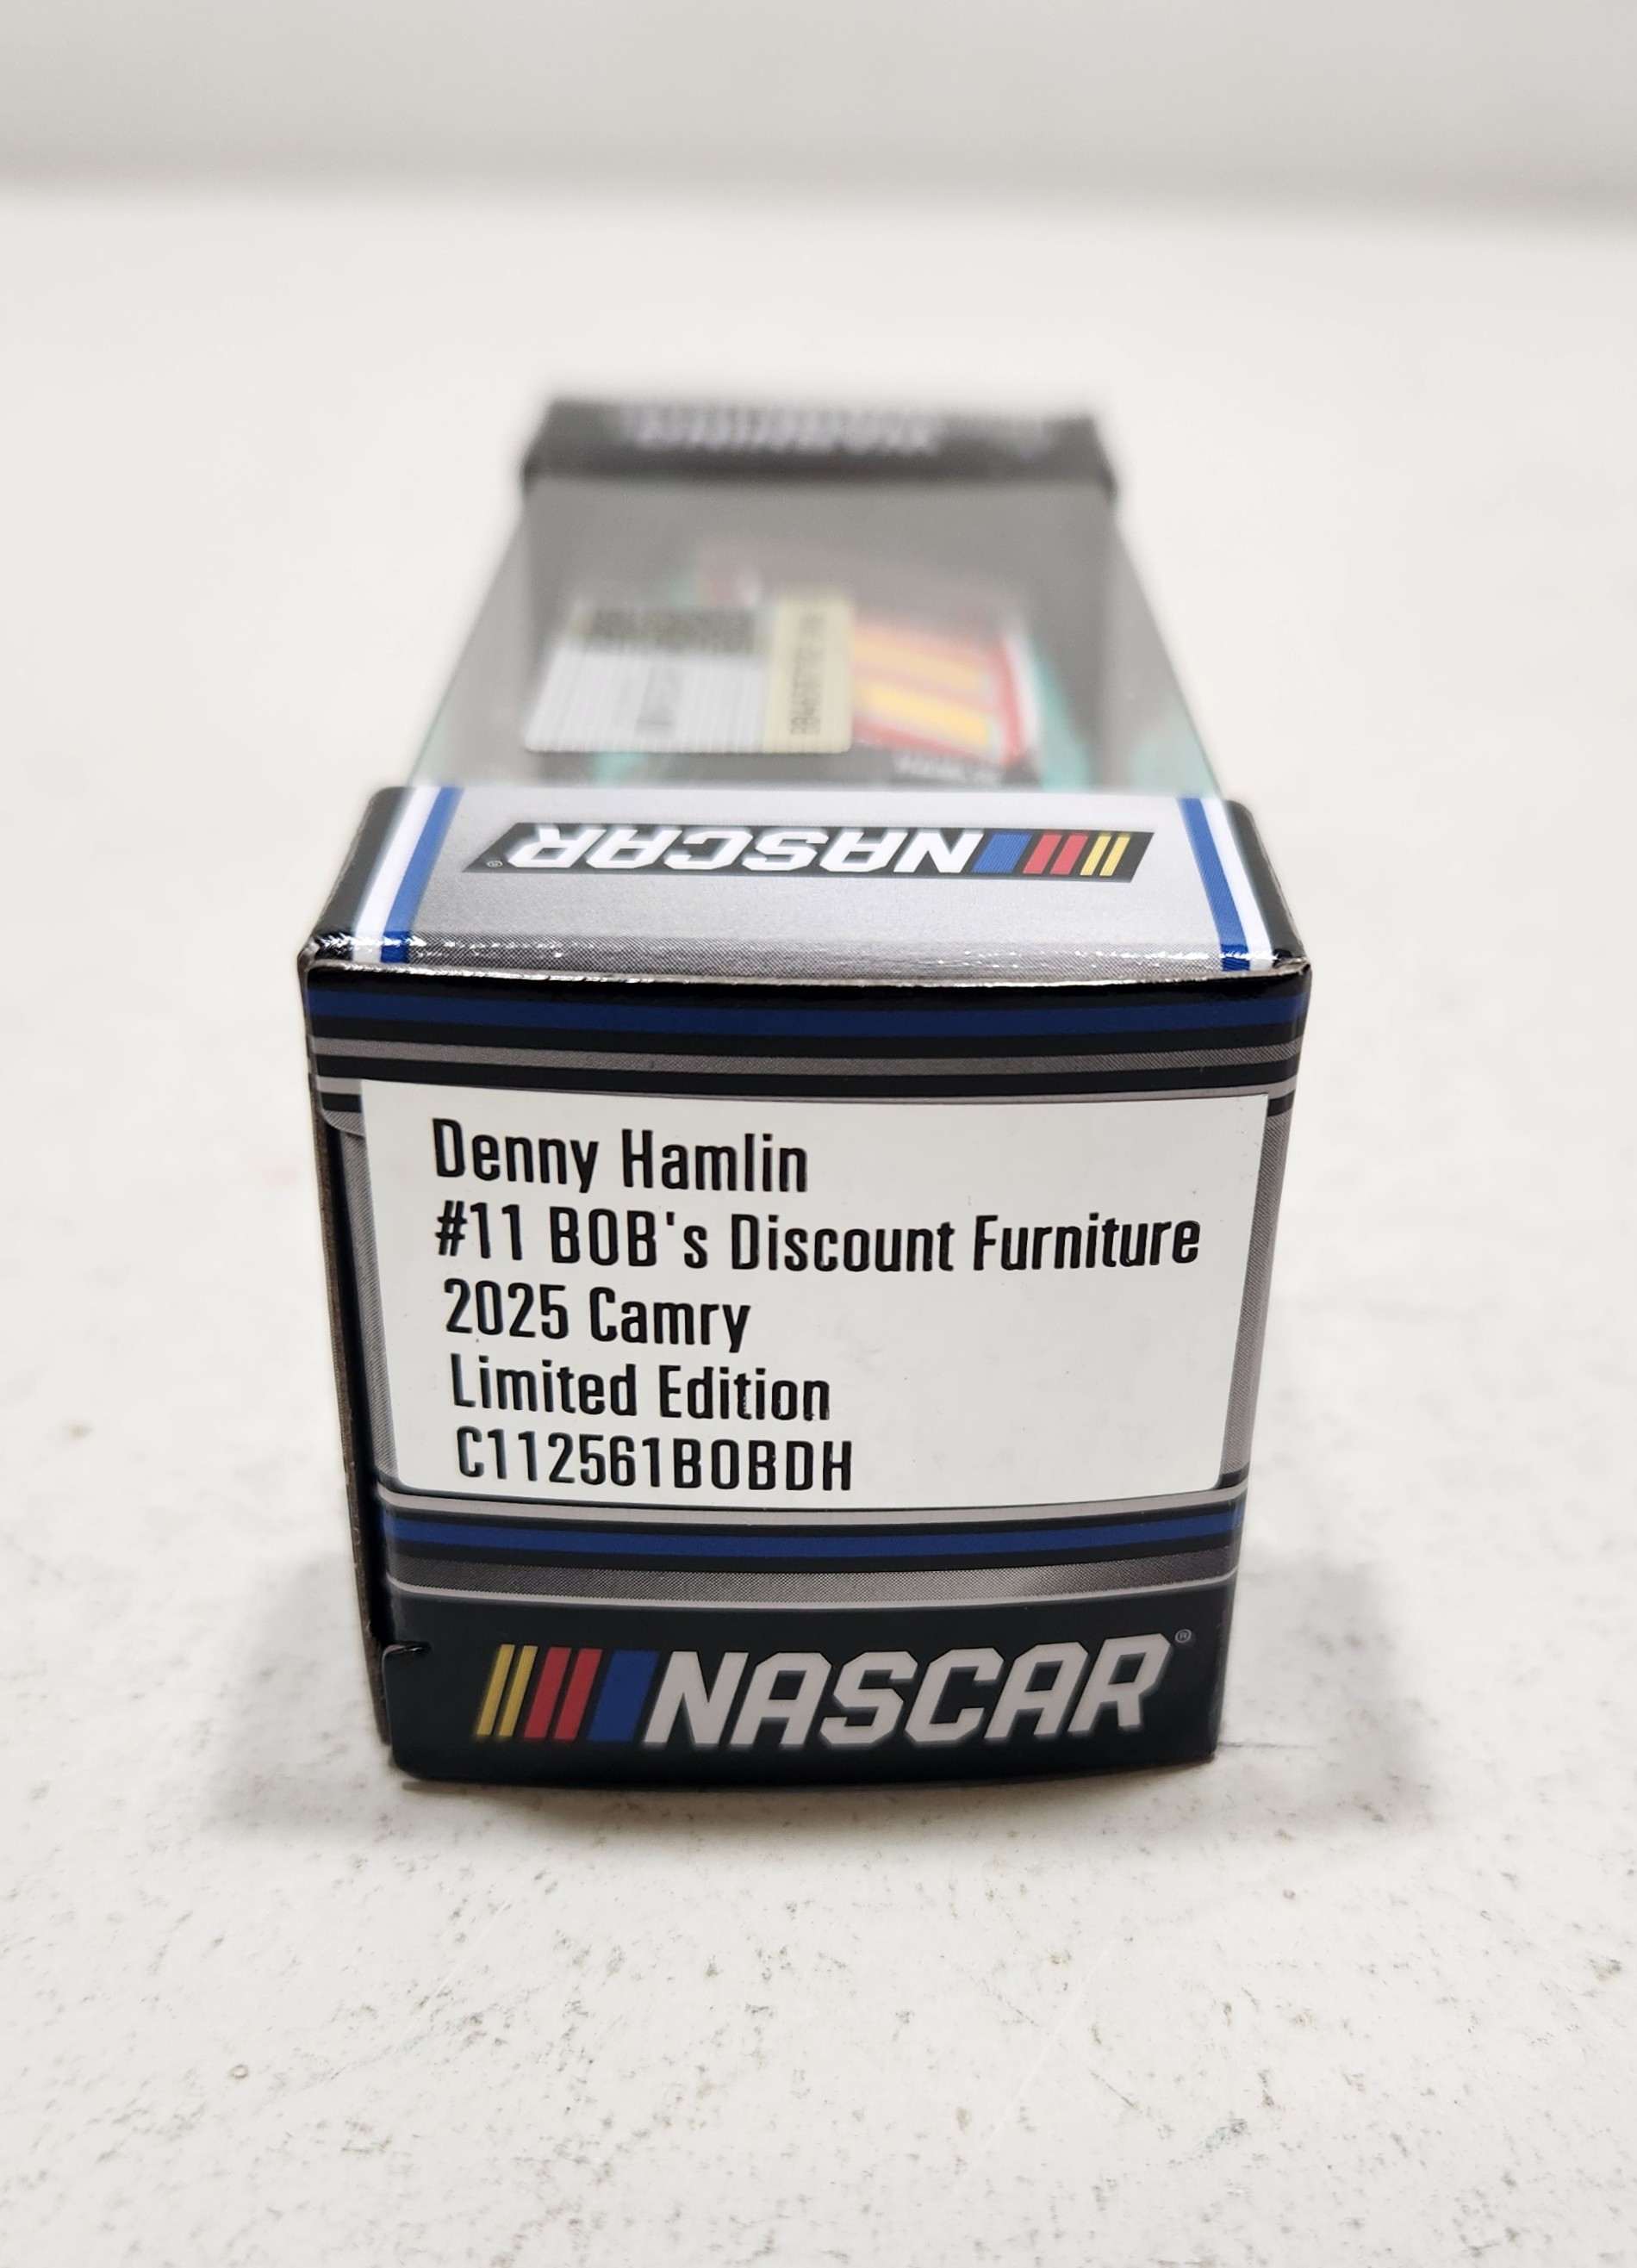 NASCAR®
Denny Hamlin
#11 BOB's Discount Furniture
2025 Camry
Limited Edition
C112561BOBDH
NASCAR®